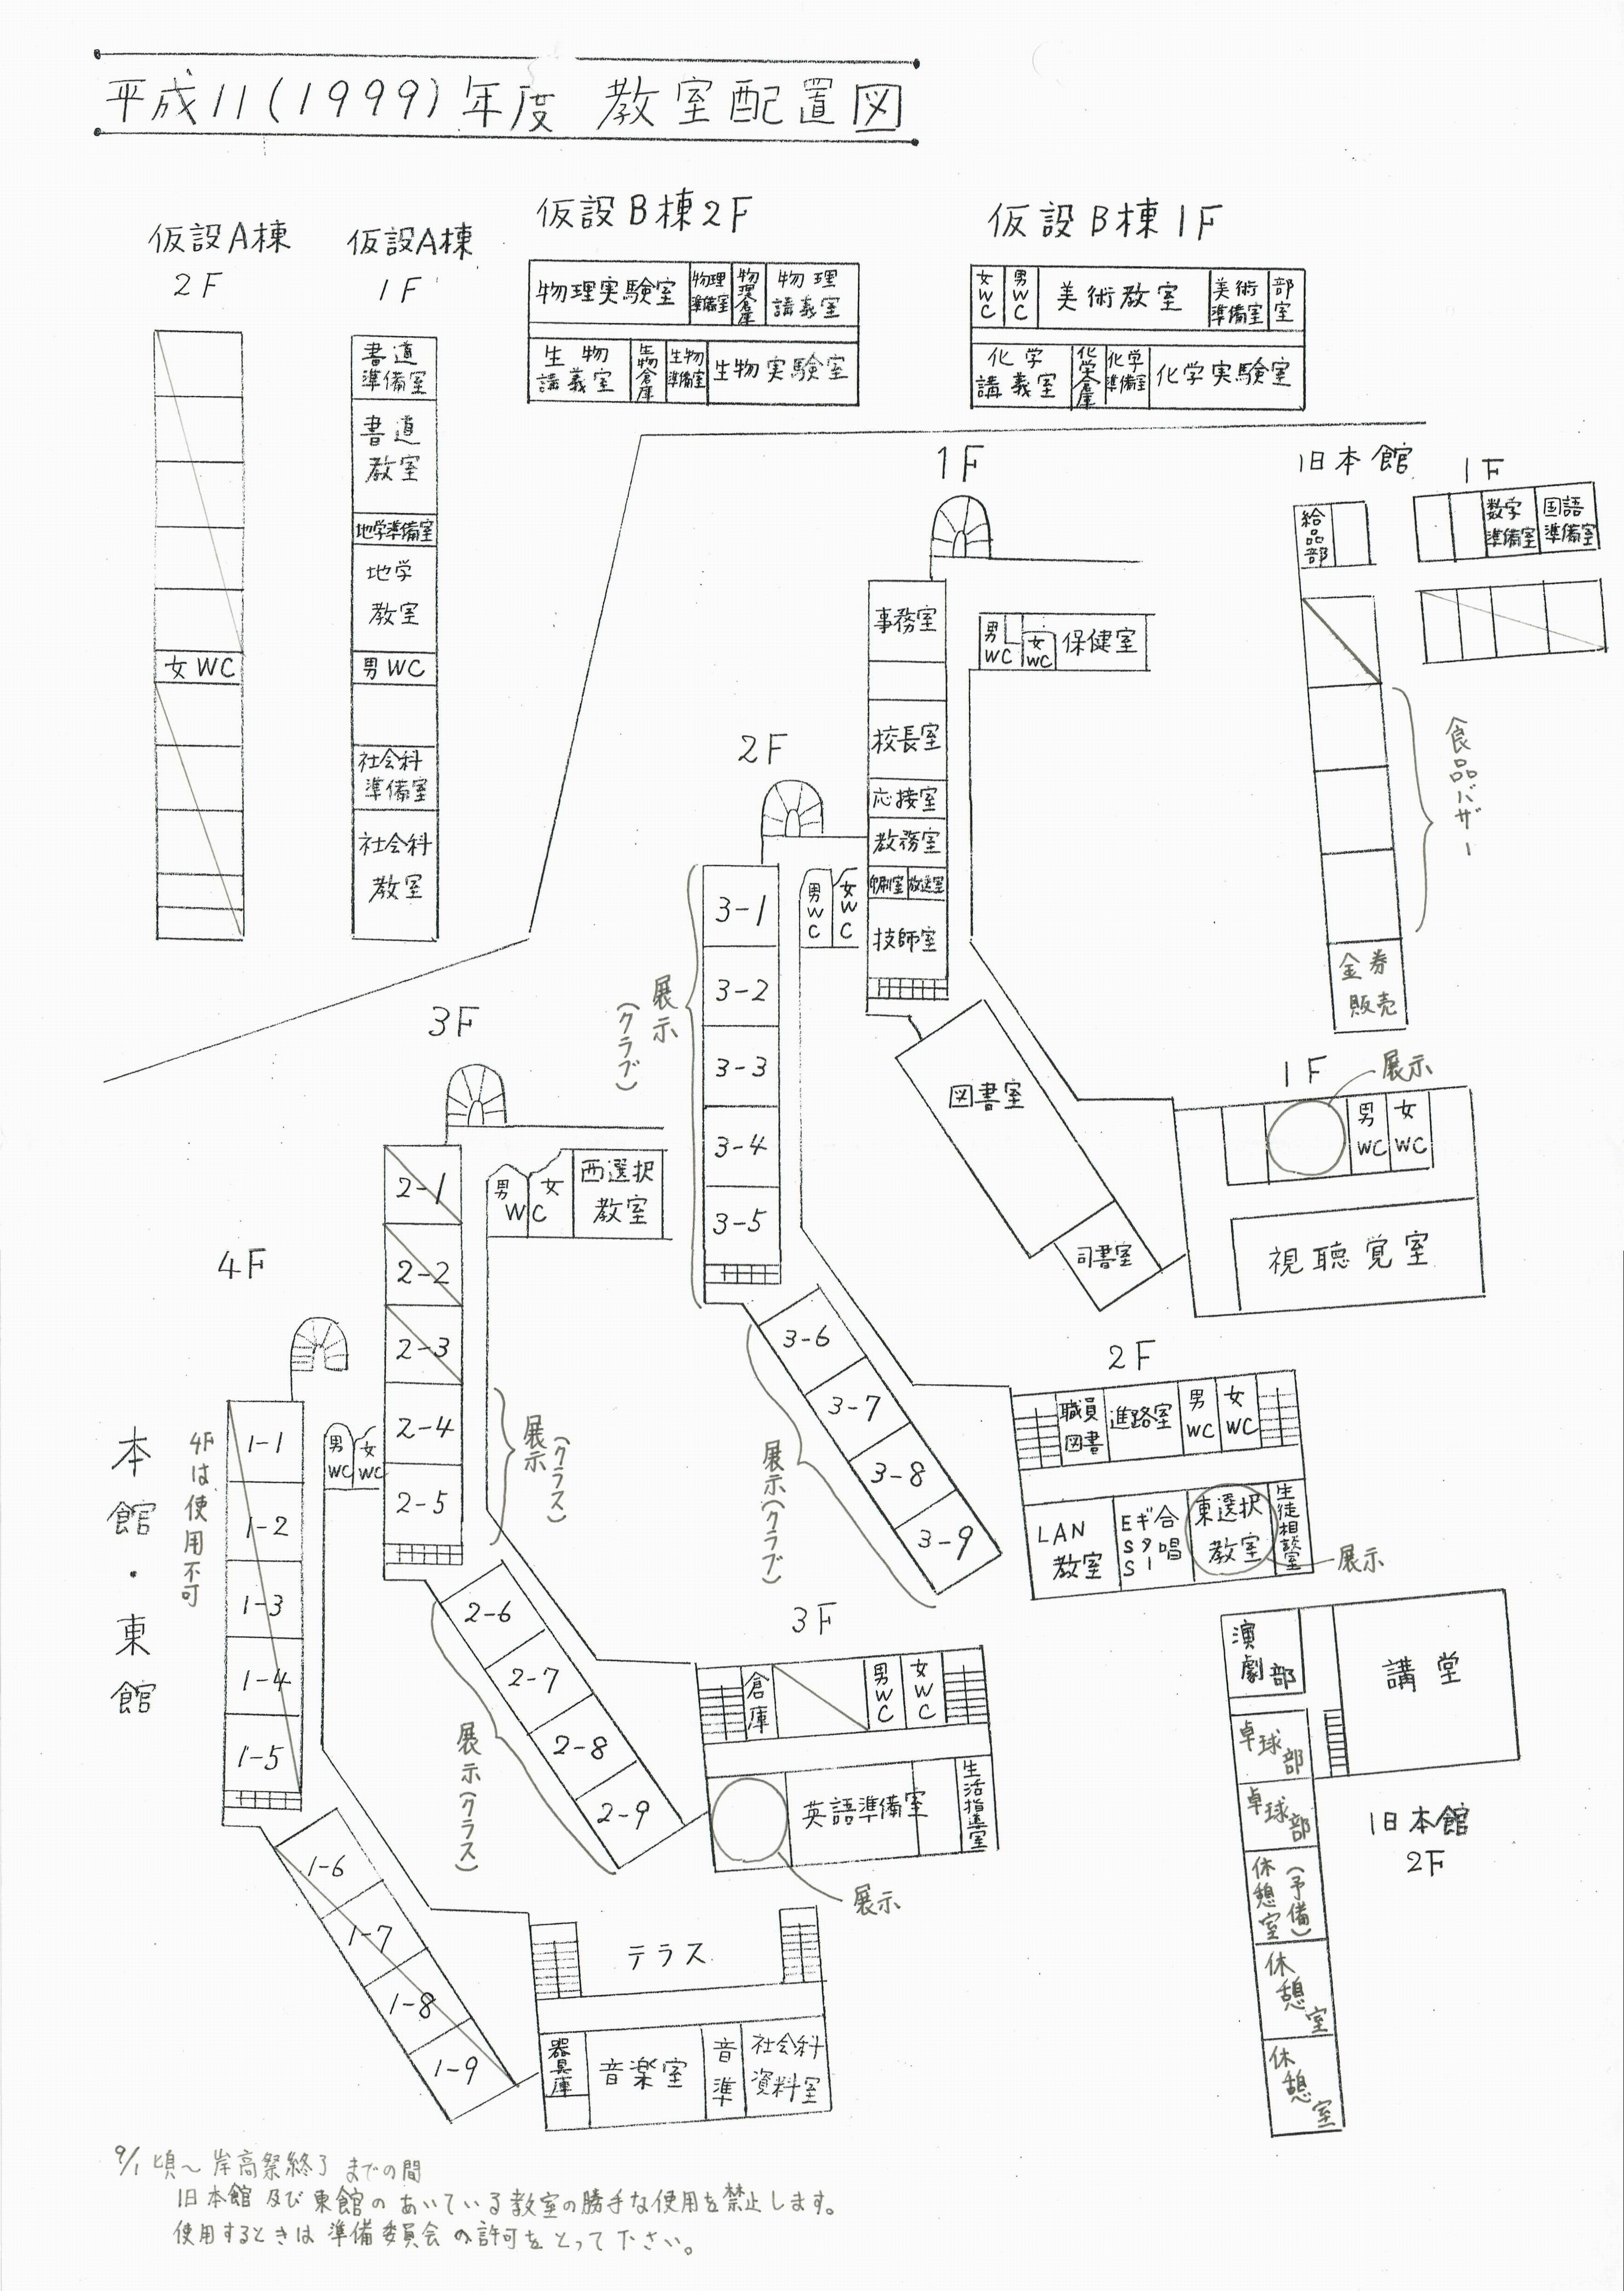 平成11(1999)年度 教室配置図
仮設A棟
2F
女WC
仮設A棟
1F
書道
準備室
書道
教室
地学準備室
地学
教室
男WC
社会科
準備室
社会科
教室
仮設B棟2F
物理実験室
物理
準備室
物理倉庫
物理
講義室
生物
講義室
生物倉庫
生物
準備室
生物実験室
仮設B棟1F
女WC
男WC
美術教室
美術
準備室
部室
化学
講義室
化学倉庫
化学
準備室
化学実験室
1F
事務室
校長室
応接室
教務室
印刷室
放送室
技師室
男
WC
女
WC
保健室
図書室
司書室
旧本館 1F
給品部
数学
準備室
国語
準備室
食品バザー
金券
販売
1F
展示
男
WC
女
WC
視聴覚室
2F
男WC
女WC
3-1
3-2
3-3
3-4
3-5
展示
(クラブ)
3-6
3-7
3-8
3-9
展示(クラブ)
2F
職員
図書
進路室
男
WC
女
WC
LAN
教室
ESS
ギター
合唱
東選択
教室
生徒相談室
展示
3F
男
女
WC
西選択
教室
2-1
2-2
2-3
2-4
2-5
展示
(クラス)
2-6
2-7
2-8
2-9
展示(クラス)
3F
倉庫
男WC
女WC
英語準備室
生活指導室
展示
4F
本館・東館
4Fは使用不可
男
WC
女
WC
1-1
1-2
1-3
1-4
1-5
1-6
1-7
1-8
1-9
テラス
器具庫
音楽室
音準
社会科
資料室
演劇部
講堂
卓球部
卓球部
休憩室
(予備)
休憩室
休憩室
旧本館
2F
9/1頃〜岸高祭終了までの間
旧本館及び東館のあいている教室の勝手な使用を禁止します。
使用するときは準備委員会の許可をとって下さい。